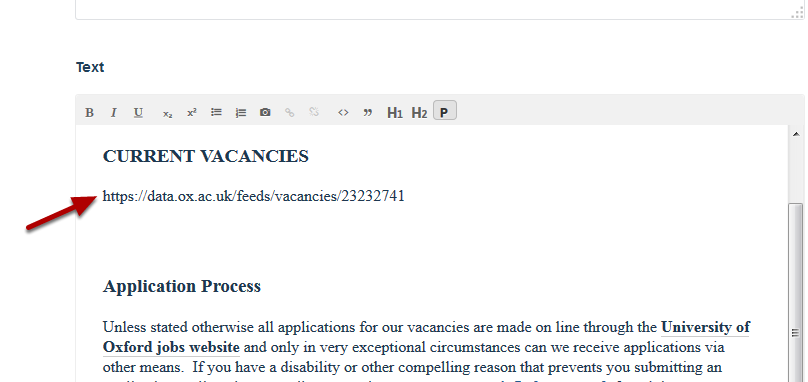 Text
B I U x₂ x² <> ” H1 H2 P
CURRENT VACANCIES
https://data.ox.ac.uk/feeds/vacancies/23232741
Application Process
Unless stated otherwise all applications for our vacancies are made on line through the University of
Oxford jobs website and only in very exceptional circumstances can we receive applications via
other means.  If you have a disability or other compelling reason that prevents you submitting an